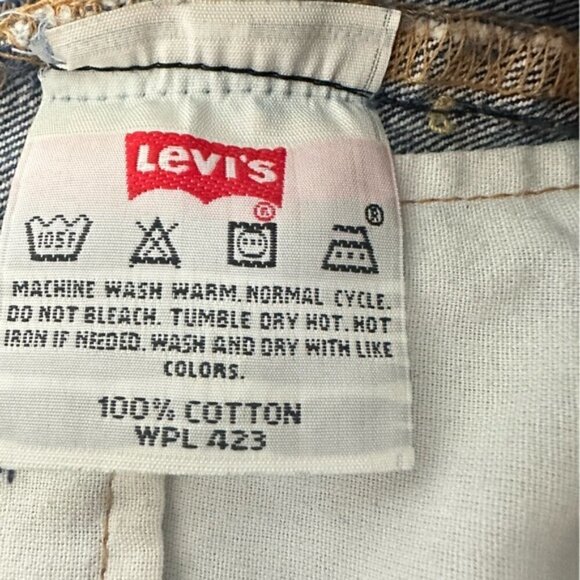 Levi's
®
®
105F
MACHINE WASH WARM. NORMAL CYCLE.
DO NOT BLEACH. TUMBLE DRY HOT. HOT
IRON IF NEEDED. WASH AND DRY WITH LIKE
COLORS.
100% COTTON
WPL 423